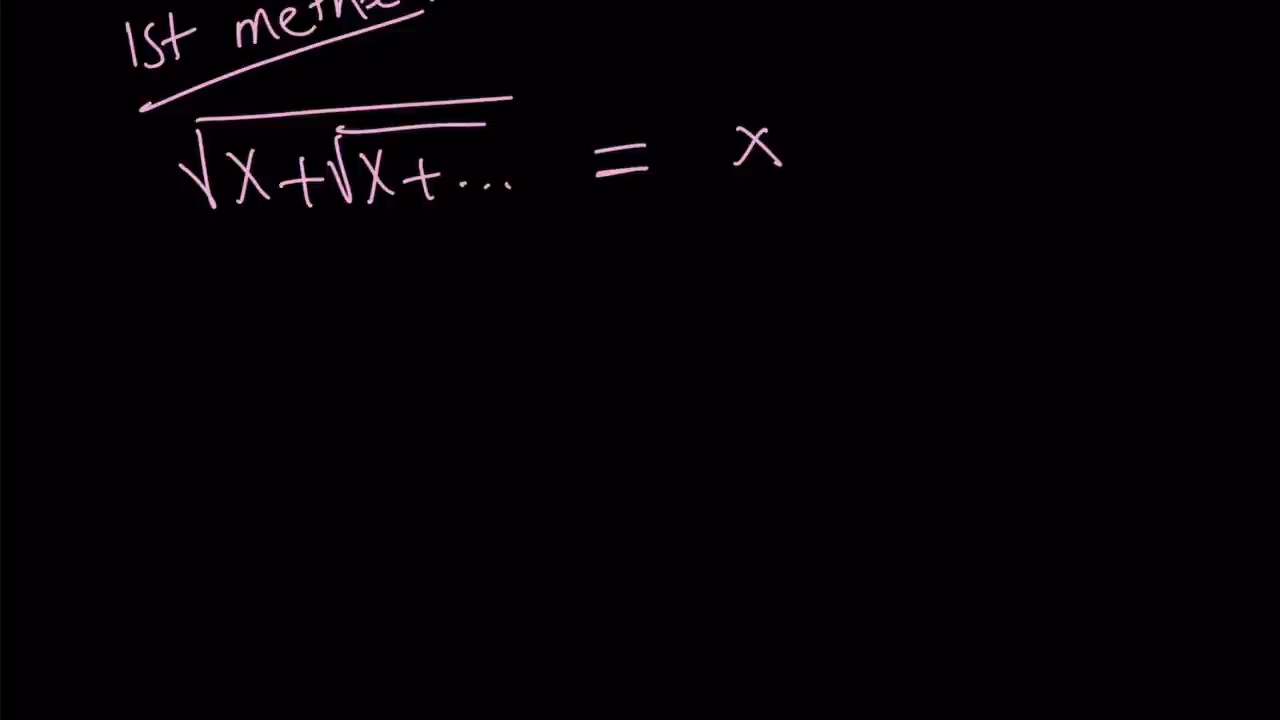 1st
√x+√x+... = x